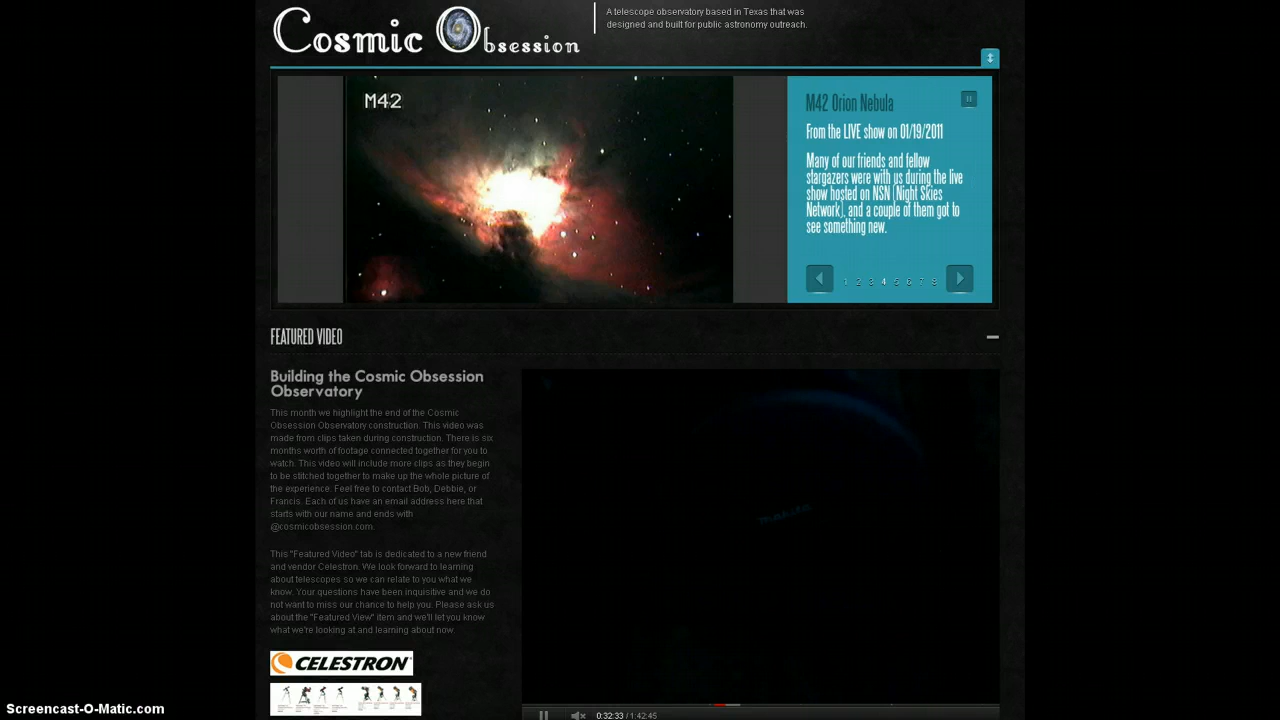 Cosmic Obsession
A telescope observatory based in Texas that was
designed and built for public astronomy outreach.
M42
M42 Orion Nebula
From the LIVE show on 01/19/2011
Many of our friends and fellow
stargazers were with us during the live
show hosted on NSN (Night Skies
Network), and a couple of them got to
see something new.
1 2 3 4 5 6 7 8
FEATURED VIDEO
Building the Cosmic Obsession
Observatory
This month we highlight the end of the Cosmic
Obsession Observatory construction. This video was
made from clips taken during construction. There is six
months worth of footage connected together for you to
watch. This video will include more clips as they begin
to be stitched together to make up the whole picture of
the experience. Feel free to contact Bob, Debbie, or
Francis. Each of us have an email address here that
starts with our name and ends with
@cosmicobsession.com.
This "Featured Video" tab is dedicated to a new friend
and vendor Celestron. We look forward to learning
about telescopes so we can relate to you what we
know. Your questions have been inquisitive and we do
not want to miss our chance to help you. Please ask us
about the "Featured View" item and we'll let you know
what we're looking at and learning about now.
CELESTRON
0:32:33 / 1:42:45
Screencast-O-Matic.com